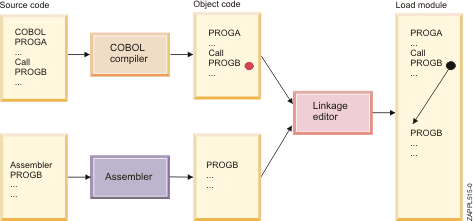 Source code
Object code
Load module
COBOL
PROGA
...
Call
PROGB
...
...
COBOL
compiler
PROGA
...
Call
PROGB
...
...
PROGA
...
Call
PROGB
...
...
PROGB
...
...
Linkage
editor
Assembler
PROGB
...
...
Assembler
PROGB
...
...
ZAPPL515-0